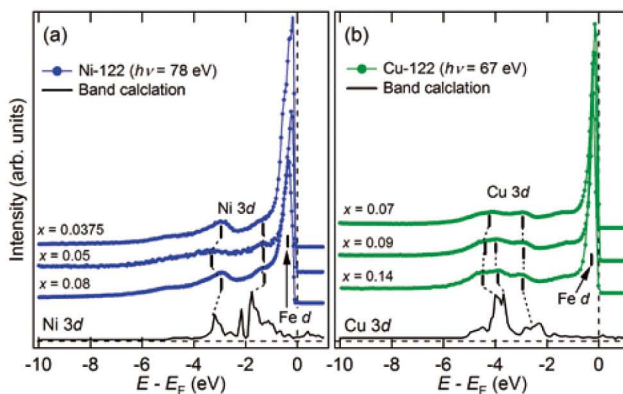 (a)
Ni-122 (hν = 78 eV)
Band calclation
Ni 3d
x = 0.0375
x = 0.05
x = 0.08
Fe d
Ni 3d
-10 -8 -6 -4 -2 0
E - EF (eV)
Intensity (arb. units)
(b)
Cu-122 (hν = 67 eV)
Band calclation
Cu 3d
x = 0.07
x = 0.09
x = 0.14
Fe d
Cu 3d
-10 -8 -6 -4 -2 0
E - EF (eV)